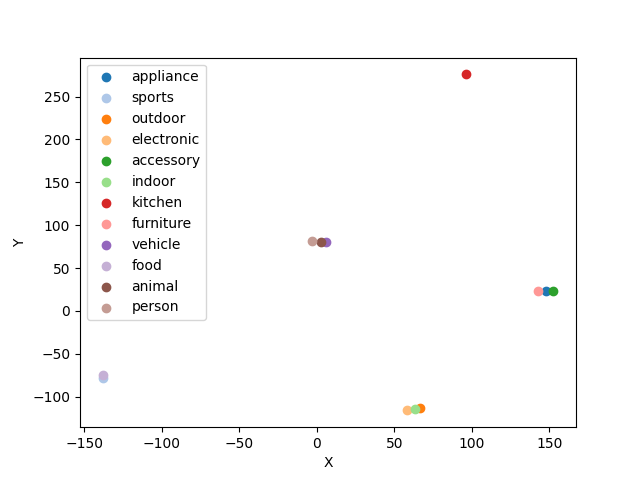 appliance
sports
outdoor
electronic
accessory
indoor
kitchen
furniture
vehicle
food
animal
person
250
200
150
100
50
0
−50
−100
Y
−150
−100
−50
0
50
100
150
X